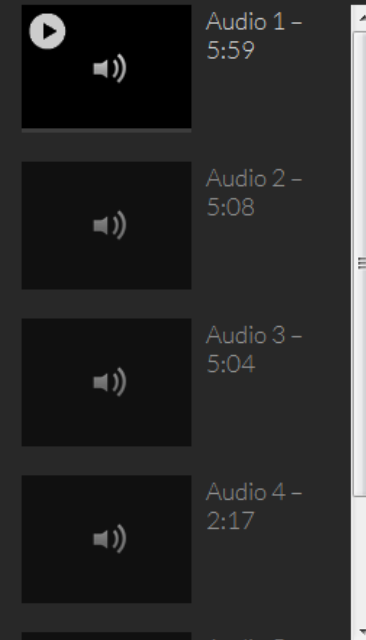 Audio 1 –
5:59
Audio 2 –
5:08
Audio 3 –
5:04
Audio 4 –
2:17